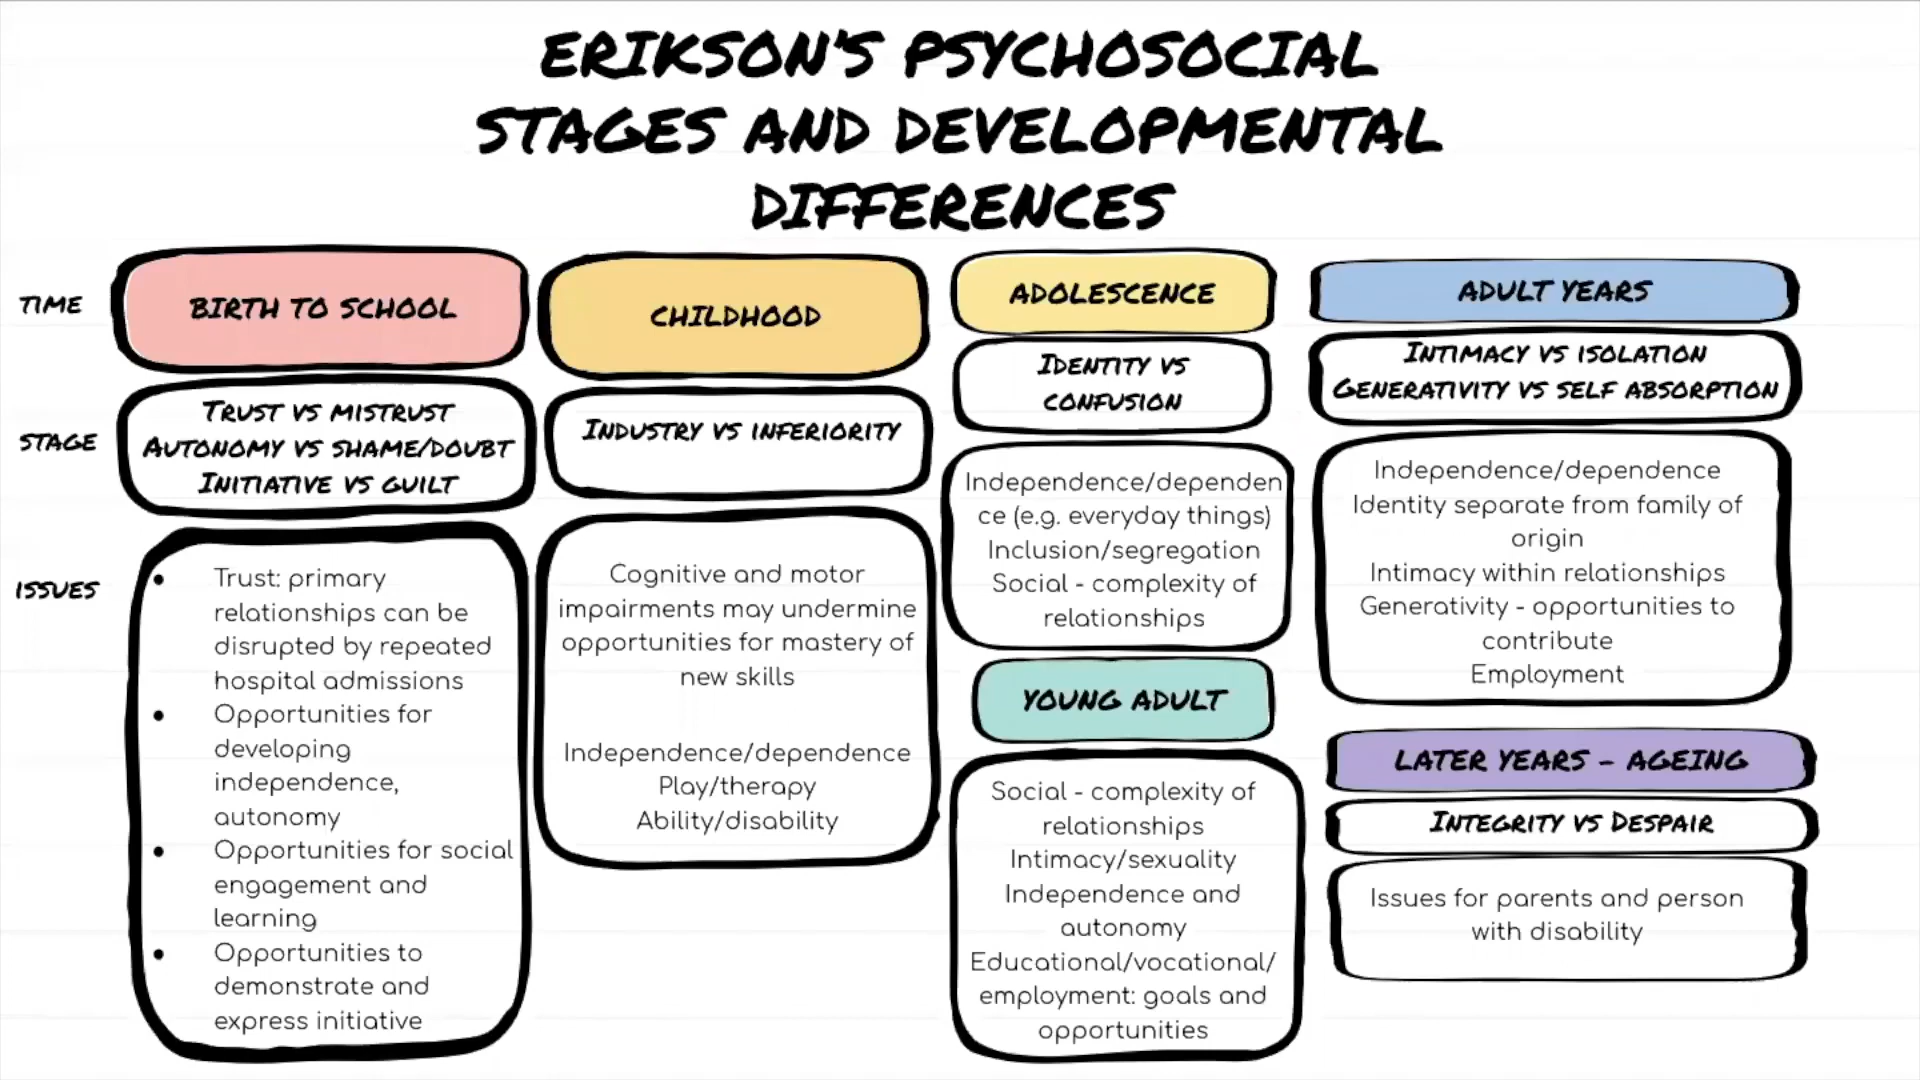 ERIKSON'S PSYCHOSOCIAL
STAGES AND DEVELOPMENTAL
DIFFERENCES
TIME
BIRTH TO SCHOOL
STAGE
TRUST VS MISTRUST
AUTONOMY VS SHAME/DOUBT
INITIATIVE VS GUILT
ISSUES
• Trust: primary
relationships can be
disrupted by repeated
hospital admissions
• Opportunities for
developing
independence,
autonomy
• Opportunities for social
engagement and
learning
• Opportunities to
demonstrate and
express initiative
CHILDHOOD
INDUSTRY VS INFERIORITY
Cognitive and motor
impairments may undermine
opportunities for mastery of
new skills
Independence/dependence
Play/therapy
Ability/disability
ADOLESCENCE
IDENTITY VS
CONFUSION
Independence/dependen
ce (e.g. everyday things)
Inclusion/segregation
Social - complexity of
relationships
YOUNG ADULT
Social - complexity of
relationships
Intimacy/sexuality
Independence and
autonomy
Educational/vocational/
employment: goals and
opportunities
ADULT YEARS
INTIMACY VS ISOLATION
GENERATIVITY VS SELF ABSORPTION
Independence/dependence
Identity separate from family of
origin
Intimacy within relationships
Generativity - opportunities to
contribute
Employment
LATER YEARS - AGEING
INTEGRITY VS DESPAIR
Issues for parents and person
with disability